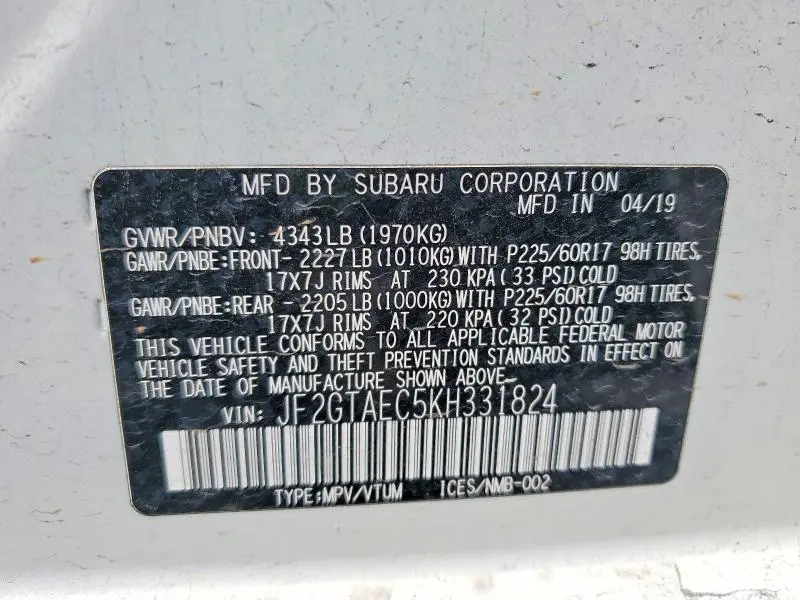 MFD BY SUBARU CORPORATION
MFD IN 04/19
GVWR/PNBV: 4343LB (1970KG)
GAWR/PNBE:FRONT- 2227LB (1010KG) WITH P225/60R17 98H TIRES,
17X7J RIMS AT 230 KPA (33 PSI) COLD
GAWR/PNBE:REAR - 2205LB (1000KG) WITH P225/60R17 98H TIRES,
17X7J RIMS AT 220 KPA (32 PSI) COLD
THIS VEHICLE CONFORMS TO ALL APPLICABLE FEDERAL MOTOR
VEHICLE SAFETY AND THEFT PREVENTION STANDARDS IN EFFECT ON
THE DATE OF MANUFACTURE SHOWN ABOVE.
VIN: JF2GTAEC5KH331824
TYPE:MPV/VTUM ICES/NMB-002